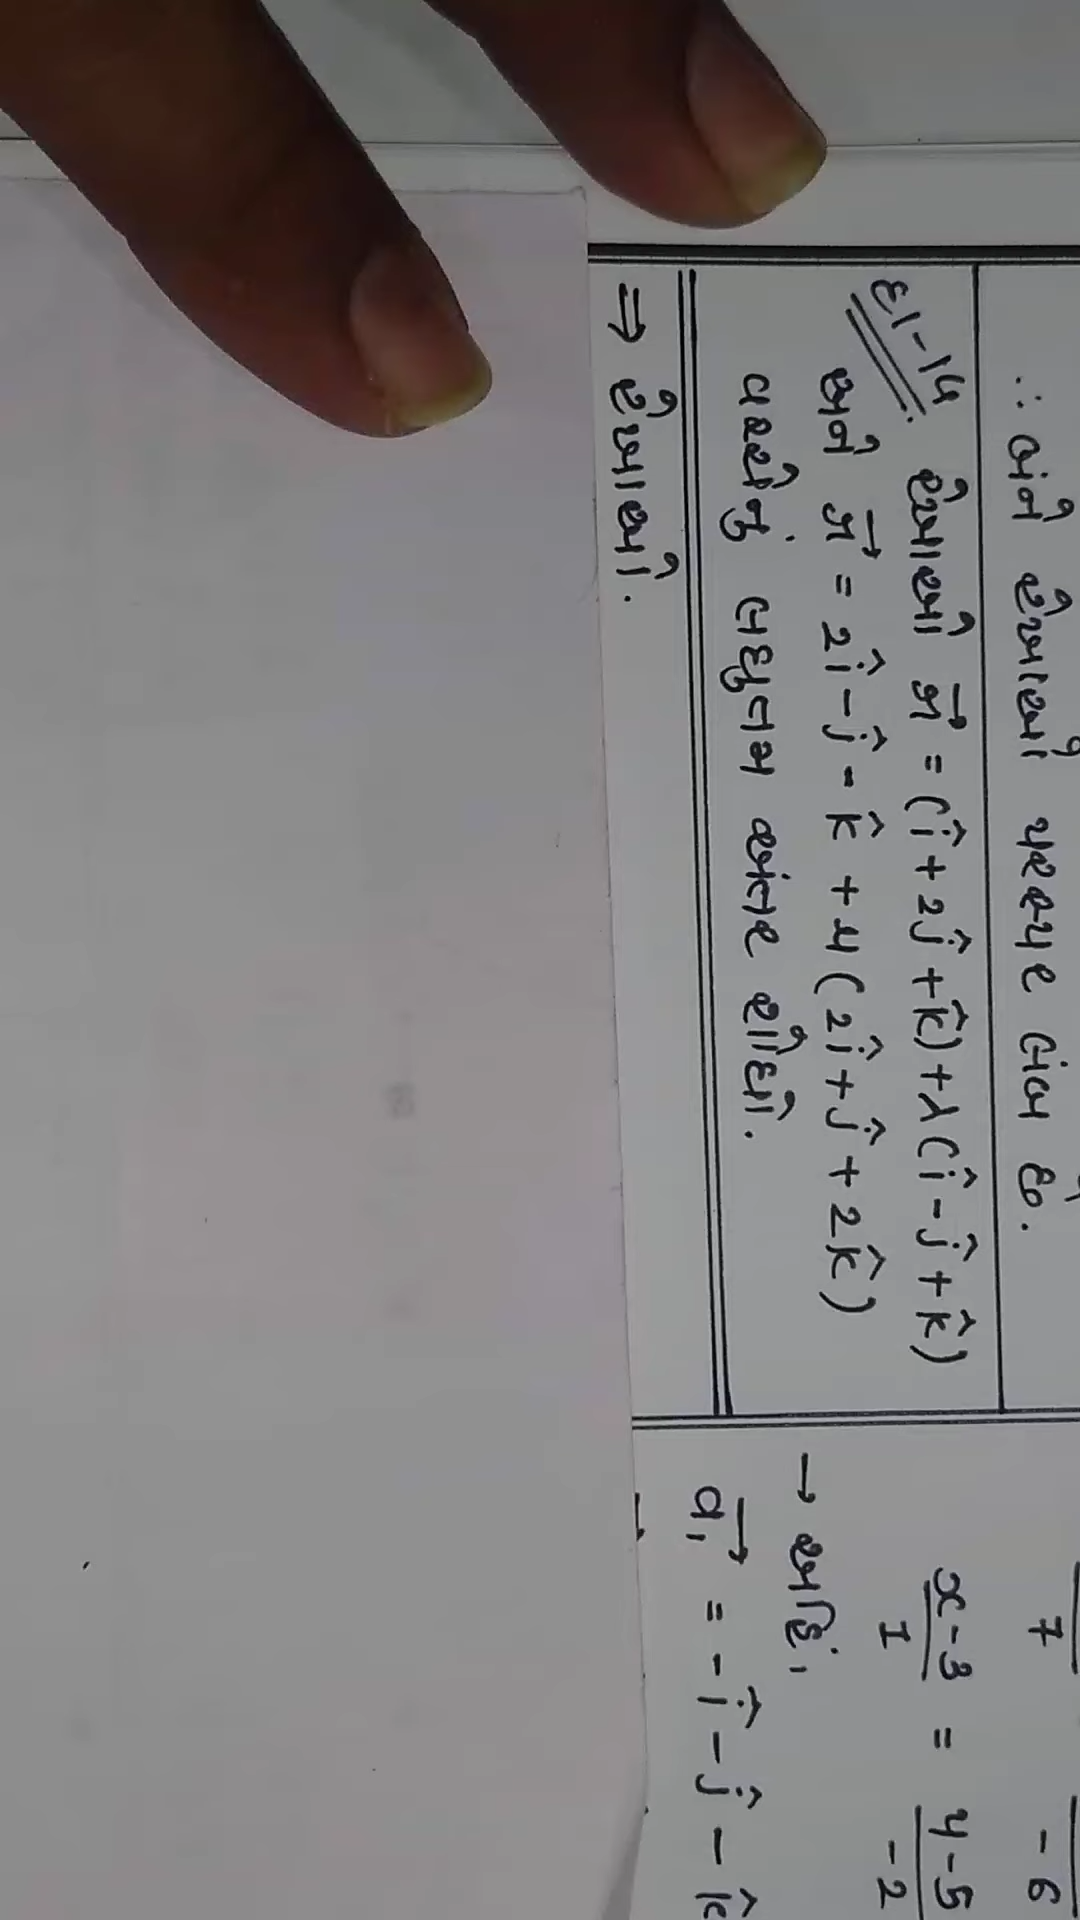 ∴ બંને રેખાઓ પરસ્પર લંબ છે.
દા-14. રેખાઓ r⃗ = (î + 2ĵ + k̂) + λ(î - ĵ + k̂)
અને r⃗ = 2î - ĵ - k̂ + μ(2î + ĵ + 2k̂)
વચ્ચેનું લઘુતમ અંતર શોધો.
⇒ રેખાઓ.
7 - 6
x-3/1 = y-5/-2
→ અહિં,
a₁⃗ = - î - ĵ - k̂